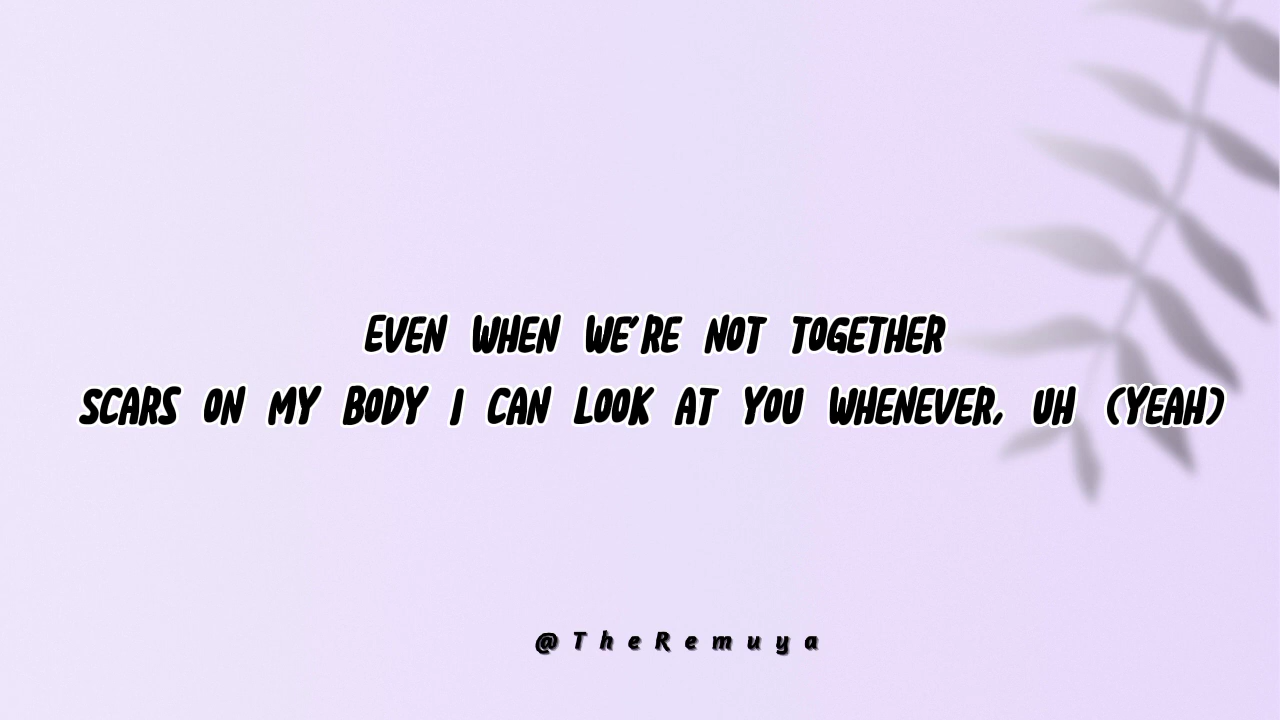 EVEN WHEN WE'RE NOT TOGETHER
SCARS ON MY BODY I CAN LOOK AT YOU WHENEVER, UH (YEAH)
@TheRemuya